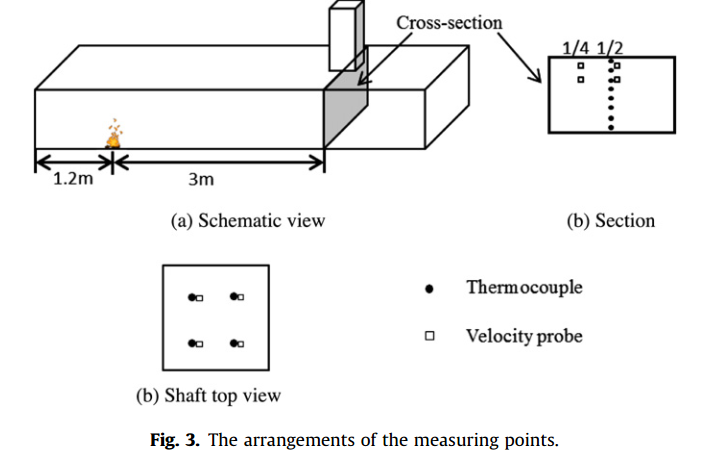 Cross-section
1/4 1/2
1.2m
3m
(a) Schematic view
(b) Section
Thermocouple
Velocity probe
(b) Shaft top view
Fig. 3. The arrangements of the measuring points.